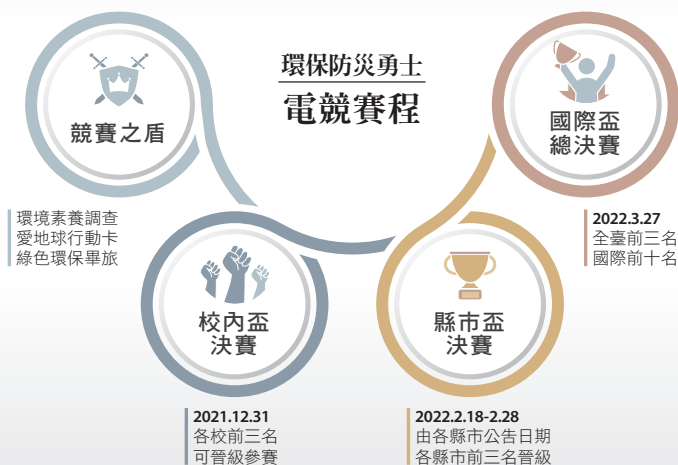 環保防災勇士
電競賽程
競賽之盾
環境素養調查
愛地球行動卡
綠色環保畢旅
校內盃
決賽
2021.12.31
各校前三名
可晉級參賽
縣市盃
決賽
2022.2.18-2.28
由各縣市公告日期
各縣市前三名晉級
國際盃
總決賽
2022.3.27
全臺前三名
國際前十名